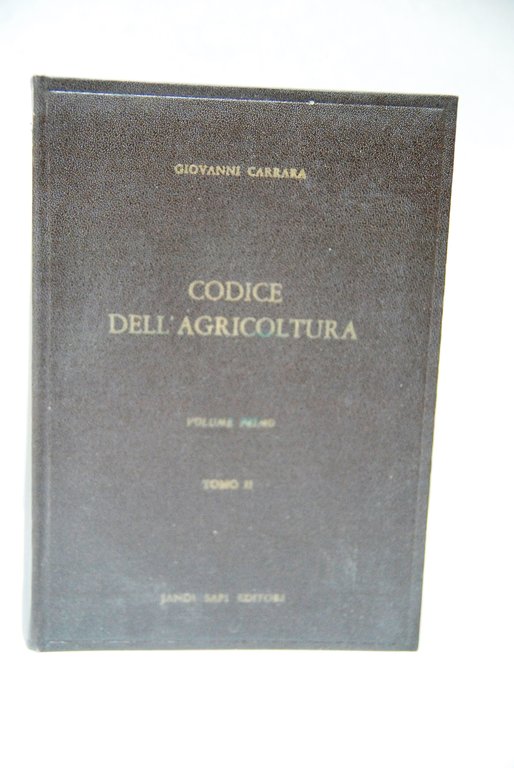 GIOVANNI CARRARA
CODICE
DELL'AGRICOLTURA
VOLUME PRIMO
TOMO II
JANDI SAPI EDITORI